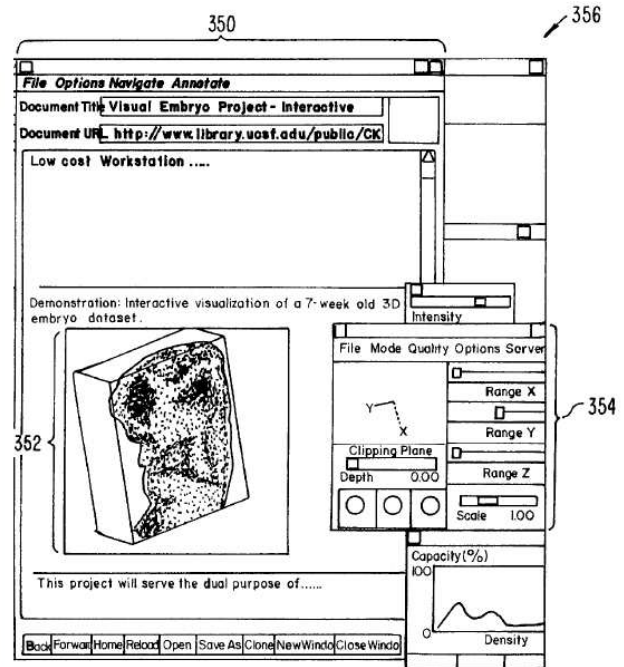 350
356
File Options Navigate Annotate
Document Title Visual Embryo Project - Interactive
Document URL http://www.library.ucsf.edu/public/CK
Low cost Workstation .....
Demonstration: Interactive visualization of a 7-week old 3D
embryo dataset.
Intensity
File Mode Quality Options Server
Range X
Y
X
Range Y
354
352
Clipping Plane
Depth 0.00
Range Z
Scale 1.00
Capacity (%)
100
0
Density
This project will serve the dual purpose of......
Back Forward Home Reload Open Save As Clone New Windo Close Windo